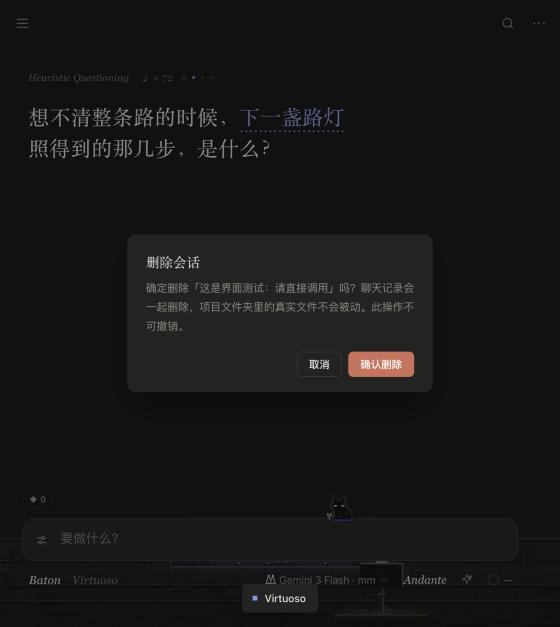 Heuristic Questioning ♩ = 72
想不清整条路的时候，下一盏路灯
照得到的那几步，是什么？
删除会话
确定删除「这是界面测试：请直接调用」吗？聊天记录会
一起删除，项目文件夹里的真实文件不会被动。此操作不
可撤销。
取消 确认删除
◆ 0
要做什么？
Baton Virtuoso Gemini 3 Flash · mm Andante
Virtuoso